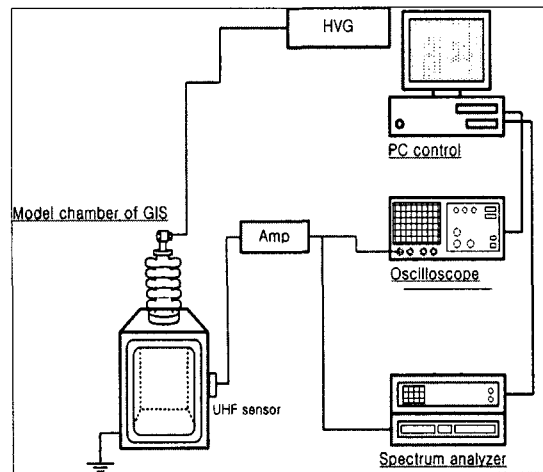 HVG
PC control
Model chamber of GIS
Amp
Oscilloscope
UHF sensor
Spectrum analyzer